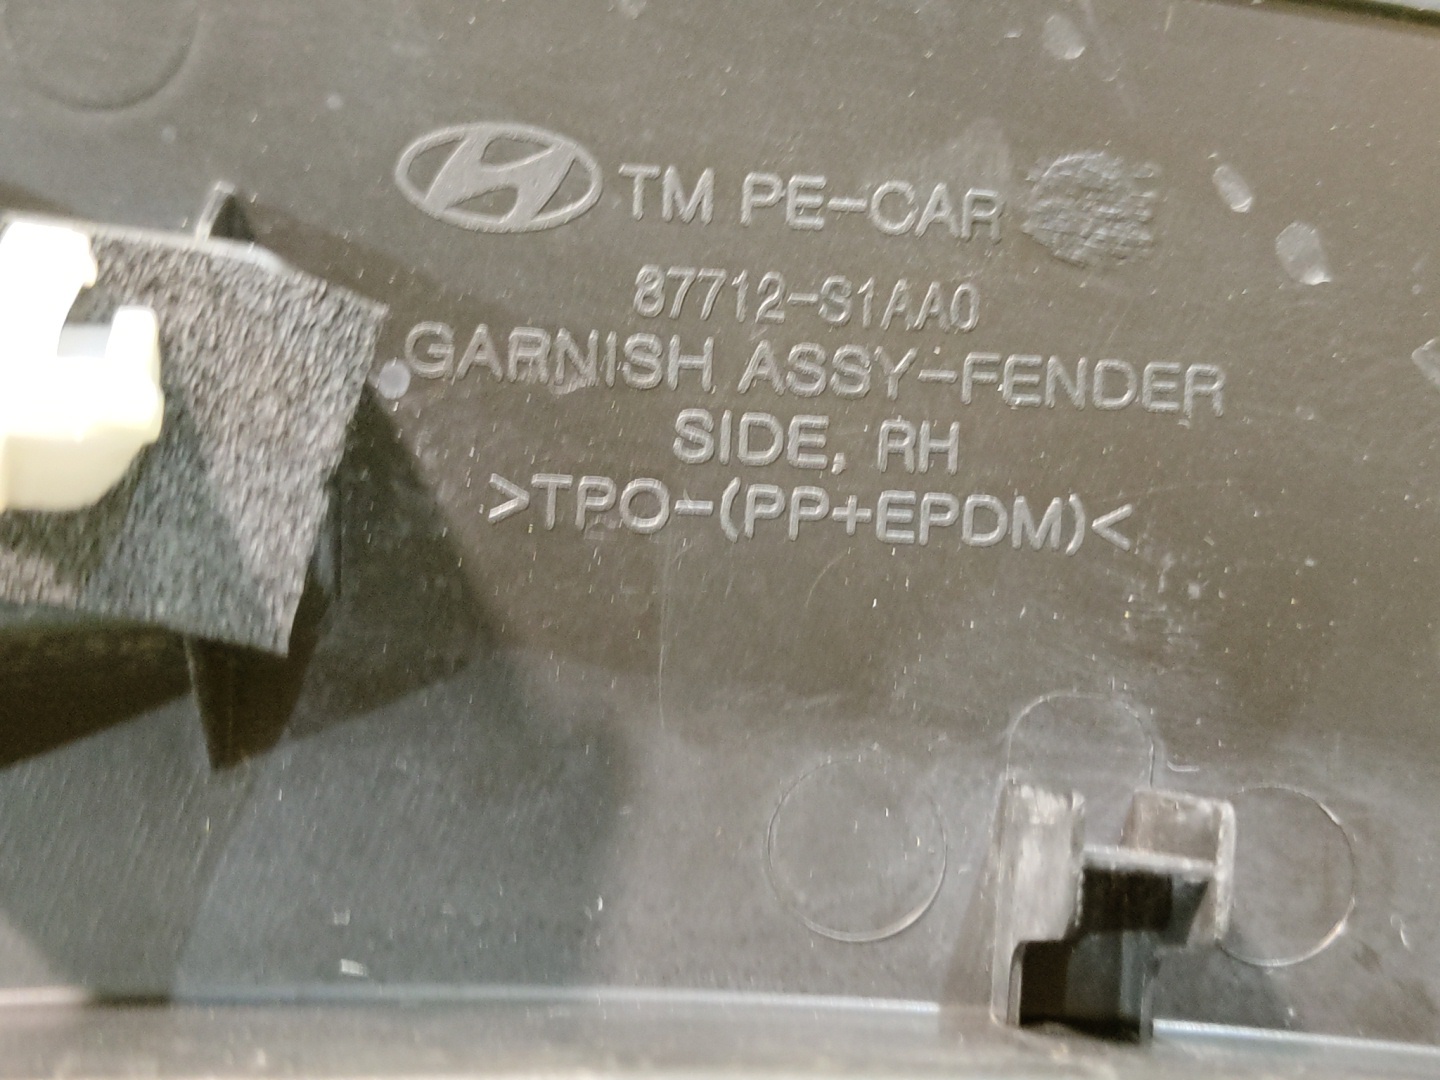 TM PE-CAR
87712-S1AA0
GARNISH ASSY-FENDER
SIDE, RH
>TPO-(PP+EPDM)<